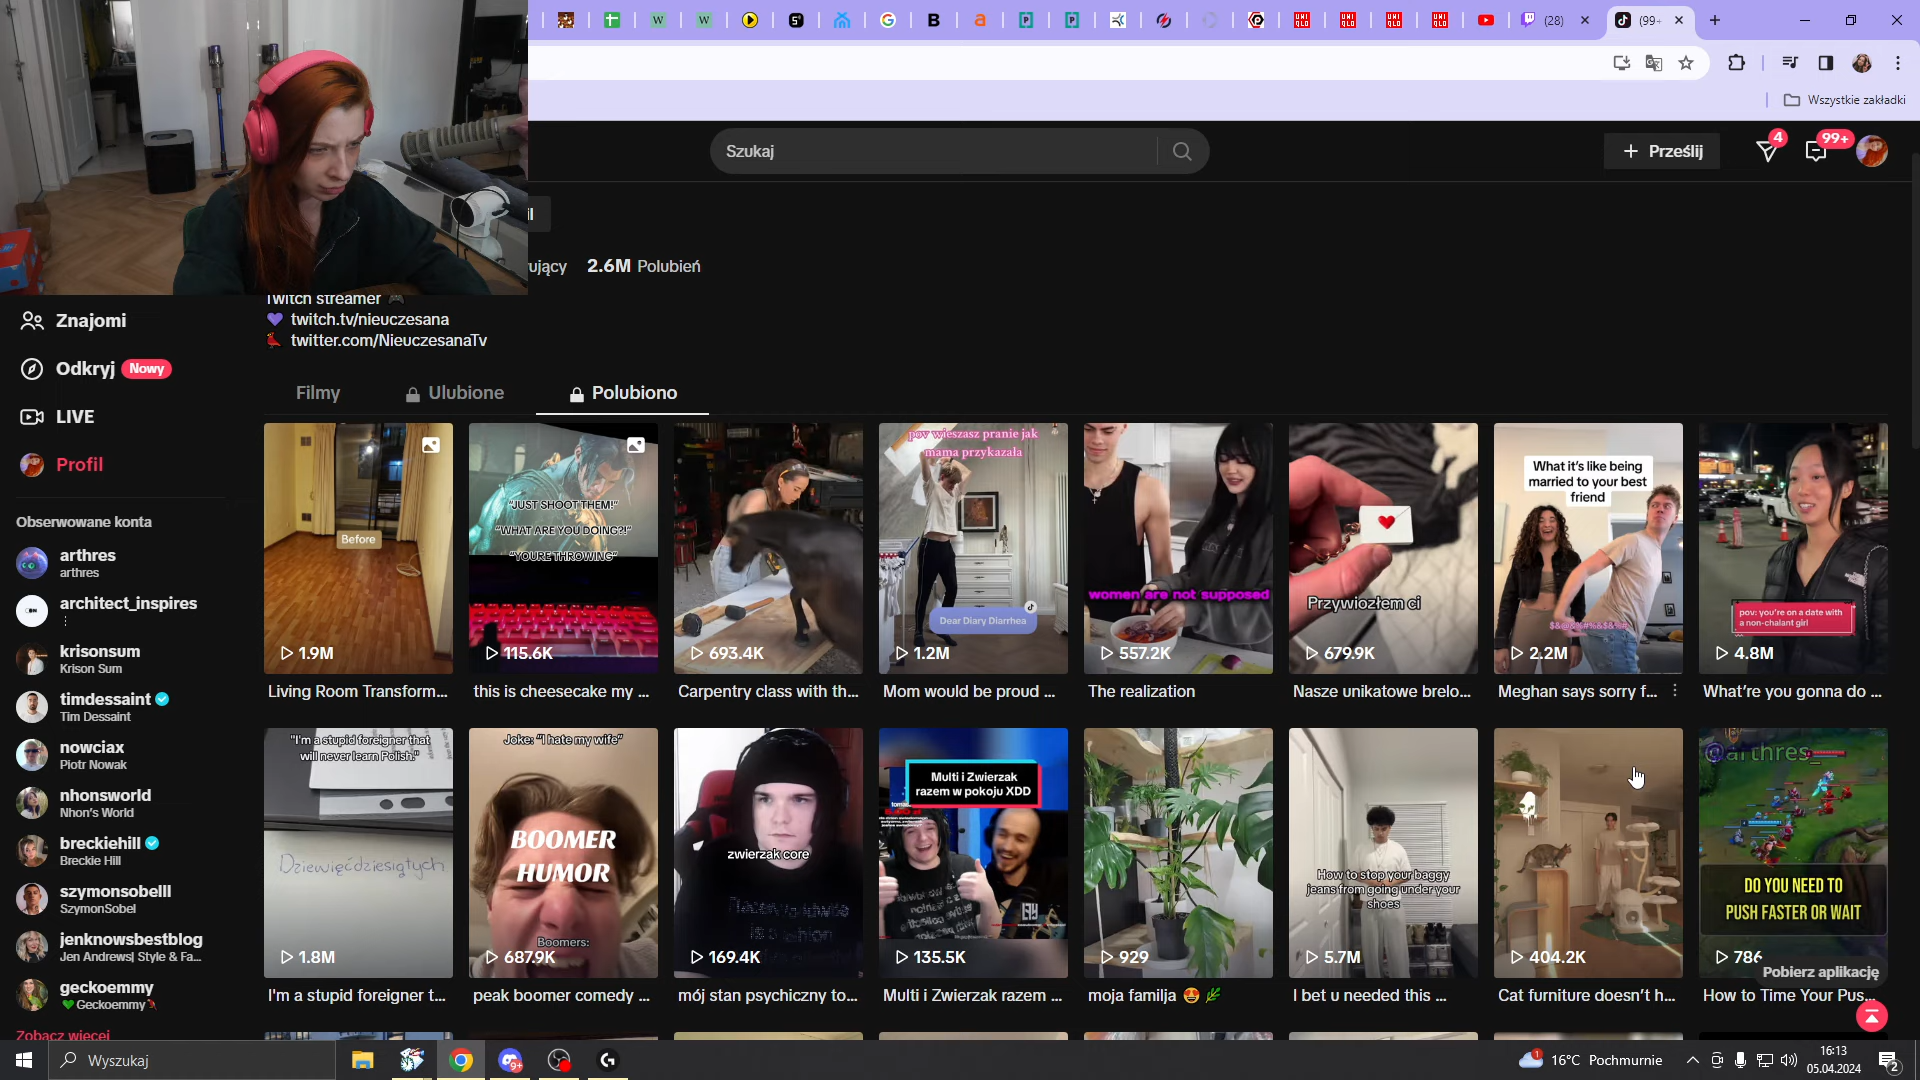 (28)
(99+
Wszystkie zakładki
Szukaj
Prześlij
4
99+
2.6M Polubień
Twitch streamer
twitch.tv/nieuczesana
twitter.com/NieuczesanaTv
Znajomi
Odkryj Nowy
LIVE
Profil
Filmy
Ulubione
Polubiono
Obserwowane konta
arthres
arthres
architect_inspires
krisonsum
Krison Sum
timdessaint
Tim Dessaint
nowciax
Piotr Nowak
nhonsworld
Nhon's World
breckiehill
Breckie Hill
szymonsobelll
SzymonSobel
jenknowsbestblog
Jen Andrews| Style & Fa...
geckoemmy
Geckoemmy
Zobacz więcej
Before
1.9M
Living Room Transform...
"JUST SHOOT THEM!"
"WHAT ARE YOU DOING?!"
"YOURE THROWING"
115.6K
this is cheesecake my ...
693.4K
Carpentry class with th...
pov wieszasz pranie jak
mama przykazała
Dear Diary Diarrhea
1.2M
Mom would be proud ...
women are not supposed
557.2K
The realization
Przywiozłem ci
679.9K
Nasze unikatowe brelo...
What it's like being
married to your best
friend
2.2M
Meghan says sorry f...
pov: you're on a date with
a non-chalant girl
4.8M
What're you gonna do ...
"I'm a stupid foreigner that
will never learn Polish."
Dziewięćdziesiątych
1.8M
I'm a stupid foreigner t...
Joke: "I hate my wife"
BOOMER
HUMOR
Boomers:
687.9K
peak boomer comedy ...
zwierzak core
169.4K
mój stan psychiczny to...
Multi i Zwierzak
razem w pokoju XDD
135.5K
Multi i Zwierzak razem ...
929
moja familja
How to stop your baggy
jeans from going under your
shoes
5.7M
I bet u needed this ...
404.2K
Cat furniture doesn't h...
arthres_
DO YOU NEED TO
PUSH FASTER OR WAIT
786
How to Time Your Pus...
Pobierz aplikację
Wyszukaj
16°C Pochmurnie
16:13
05.04.2024
2